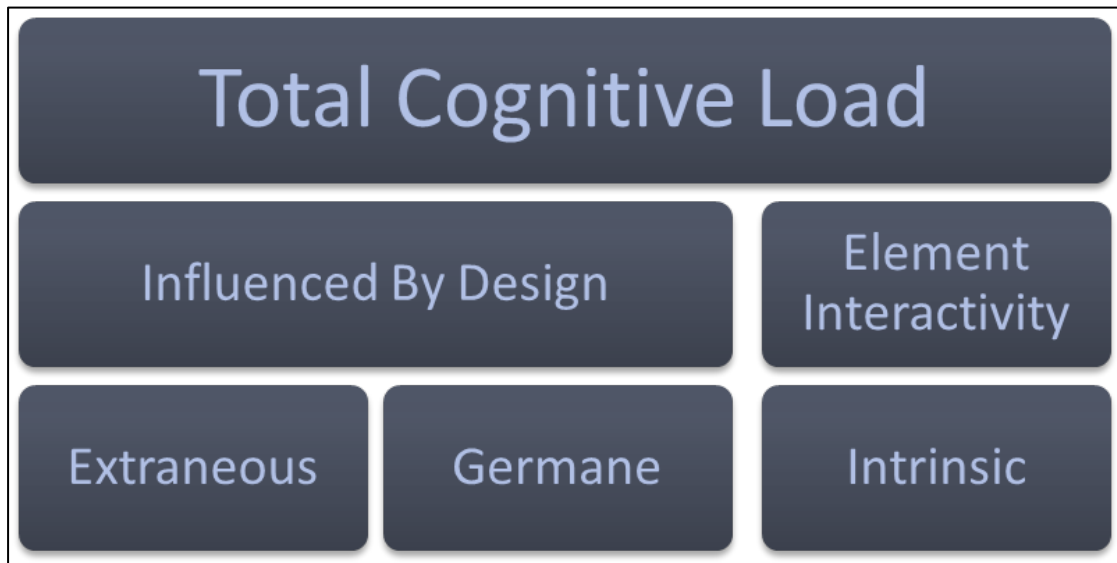 Total Cognitive Load
Influenced By Design
Element
Interactivity
Extraneous
Germane
Intrinsic